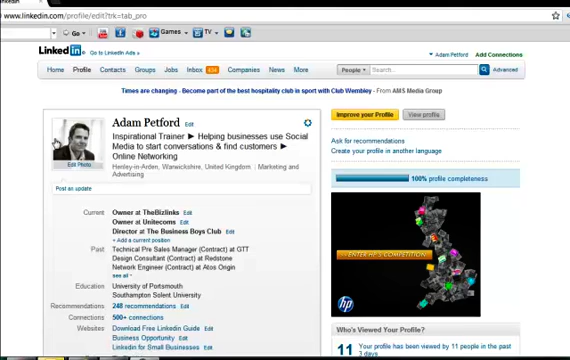 www.linkedin.com/profile/edit?trk=tab_pro
Go
Games
TV
Linked in
Go to LinkedIn Ads »
Adam Petford
Add Connections
Home Profile Contacts Groups Jobs Inbox Companies News More
People Search... Advanced
Times are changing - Become part of the best hospitality club in sport with Club Wembley - From AMS Media Group
Adam Petford Edit
Inspirational Trainer ► Helping businesses use Social
Media to start conversations & find customers ►
Online Networking
Henley-in-Arden, Warwickshire, United Kingdom | Marketing and
Advertising
Edit Photo
Post an update
Current Owner at TheBizlinks Edit
Owner at Unitecoms Edit
Director at The Business Boys Club Edit
+ Add a current position
Past Technical Pre Sales Manager (Contract) at GTT
Design Consultant (Contract) at Redstone
Network Engineer (Contract) at Atos Origin
see all
Education University of Portsmouth
Southampton Solent University
Recommendations 248 recommendations Edit
Connections 500+ connections
Websites Download Free Linkedin Guide Edit
Business Opportunity Edit
Linkedin for Small Businesses Edit
Improve your Profile View profile
Ask for recommendations
Create your profile in another language
100% profile completeness
ENTER HP'S COMPETITION
hp
Who's Viewed Your Profile?
11 Your profile has been viewed by 11 people in the past
3 days